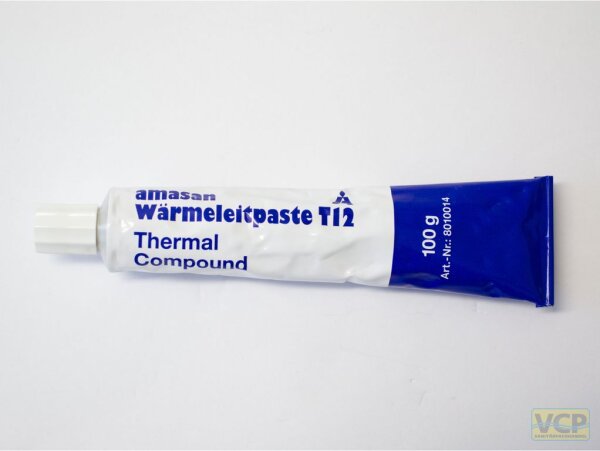 amasan
Wärmeleitpaste T12
Thermal
Compound
100 g
Art.-Nr.: 8010014
VCP